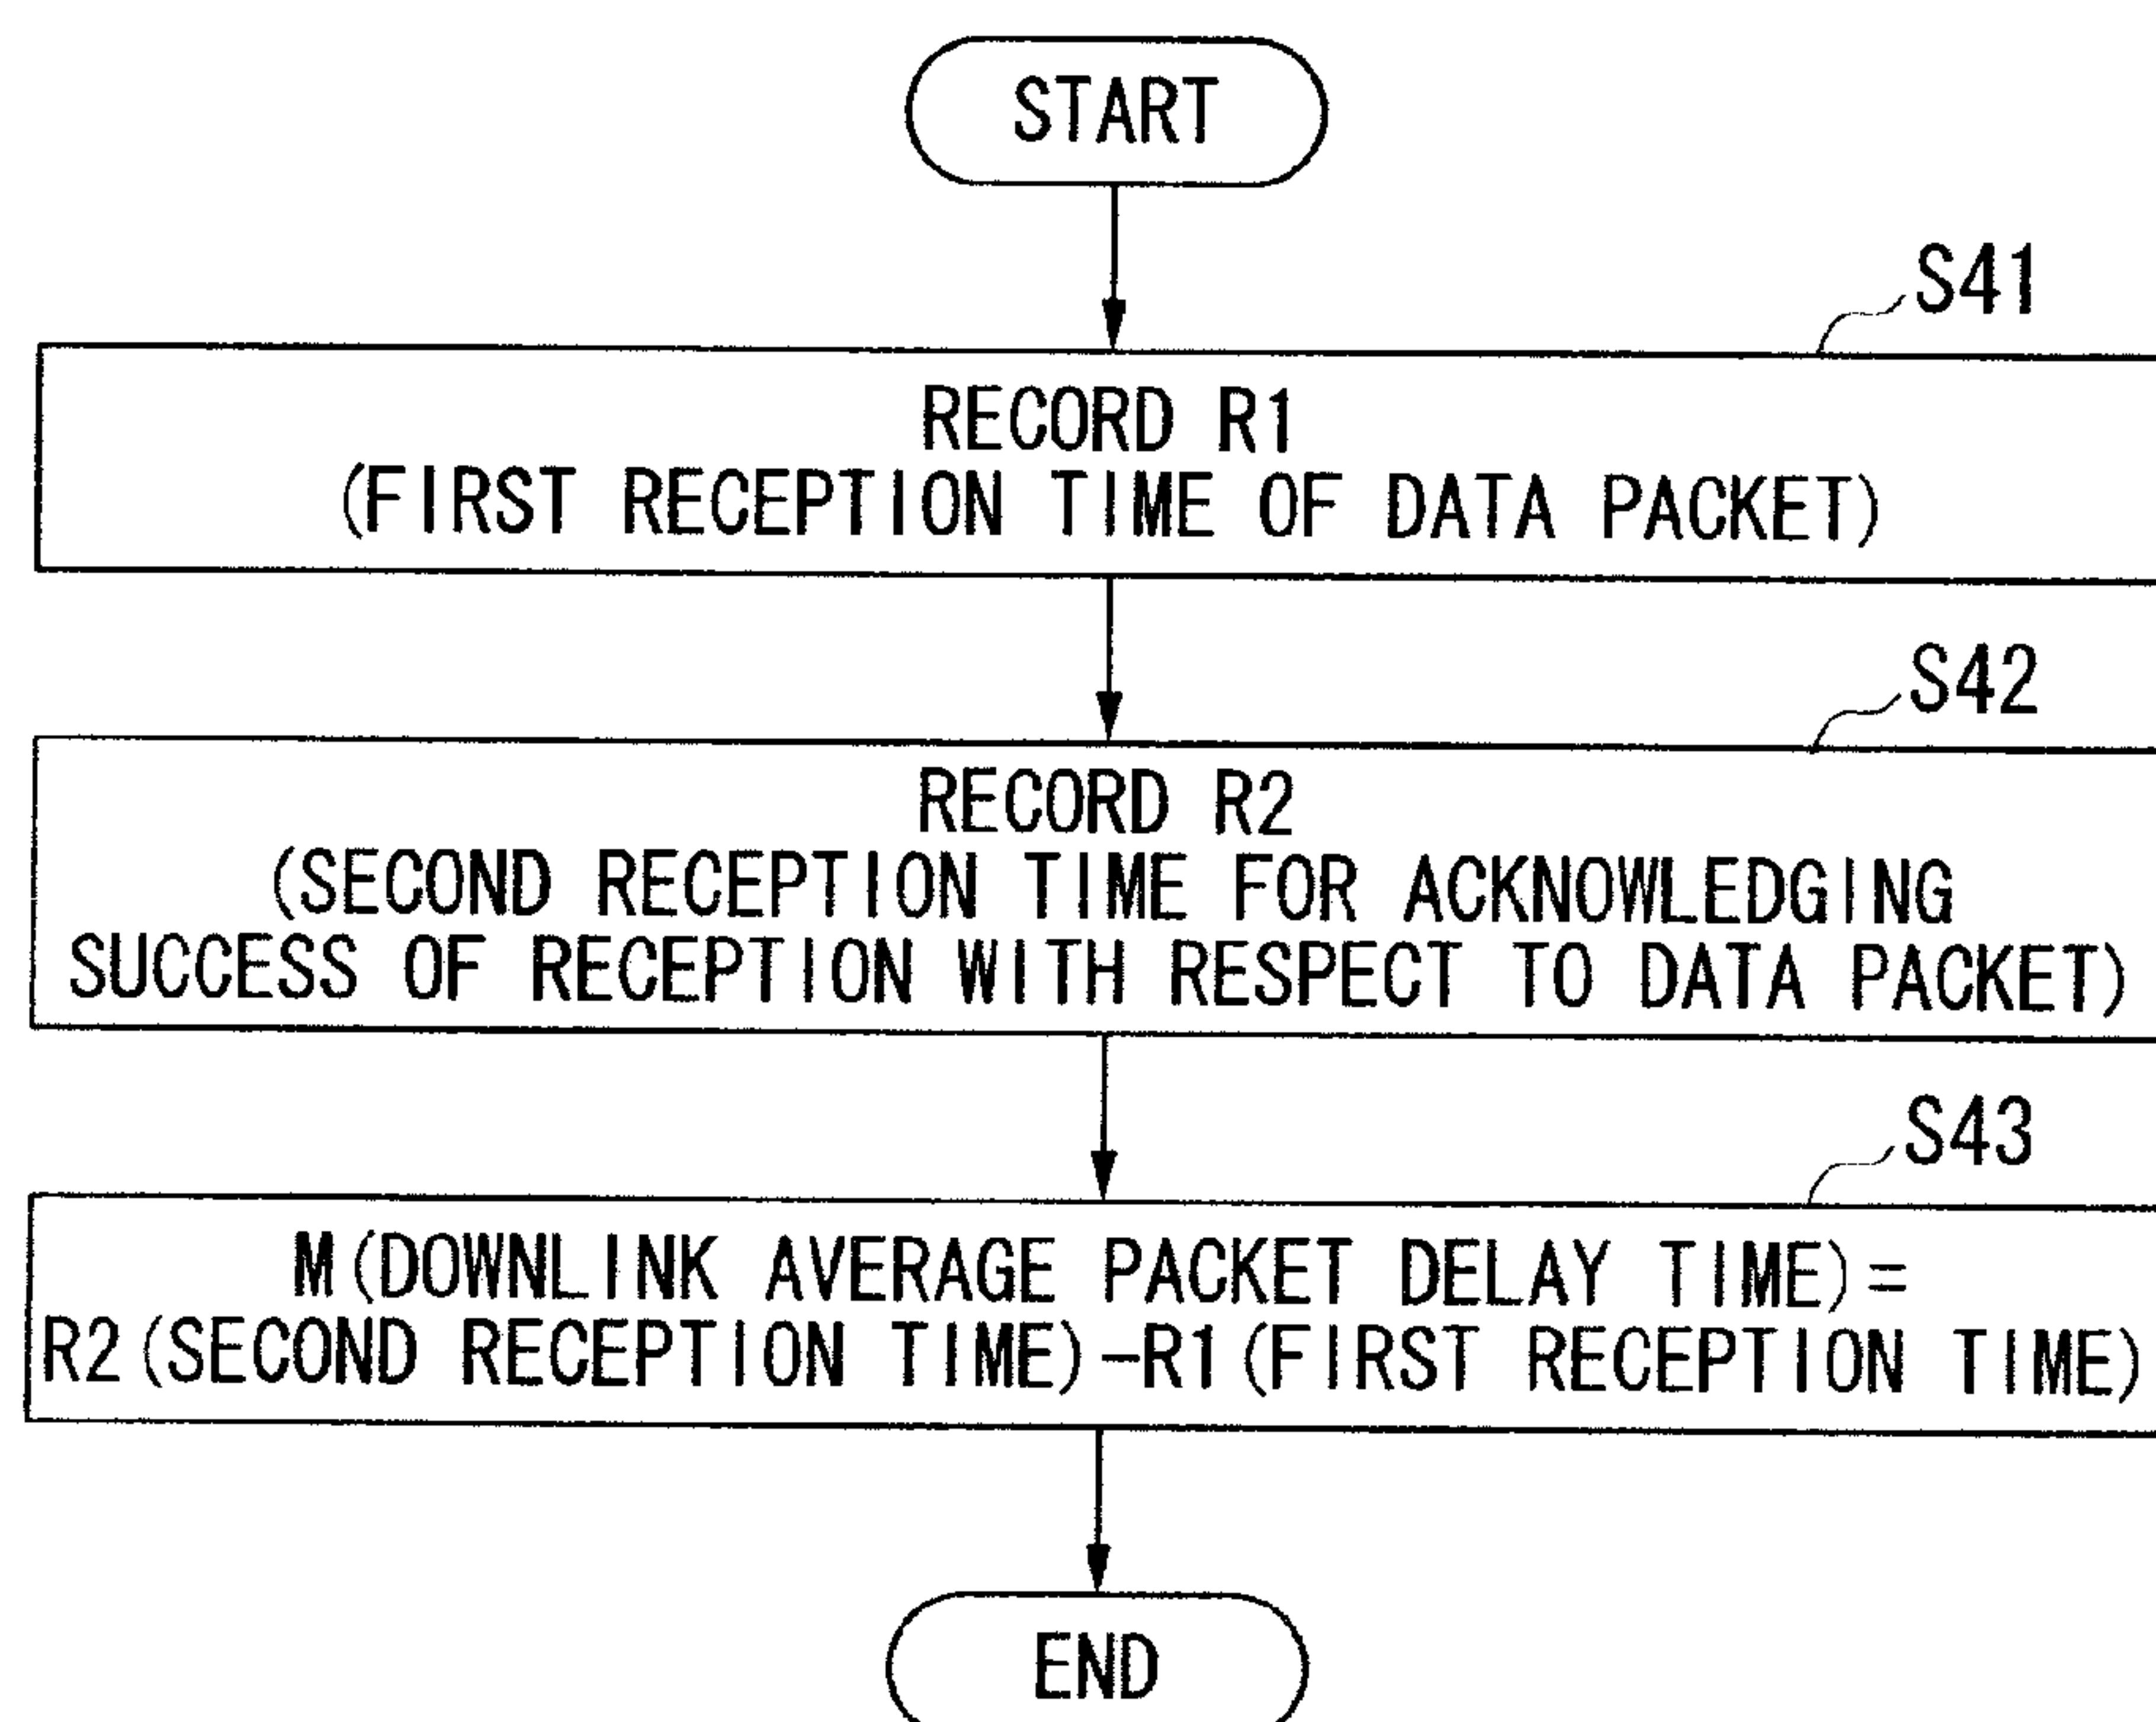 START
S41
RECORD R1
(FIRST RECEPTION TIME OF DATA PACKET)
S42
RECORD R2
(SECOND RECEPTION TIME FOR ACKNOWLEDGING
SUCCESS OF RECEPTION WITH RESPECT TO DATA PACKET)
S43
M(DOWNLINK AVERAGE PACKET DELAY TIME)=
R2(SECOND RECEPTION TIME)-R1(FIRST RECEPTION TIME)
END